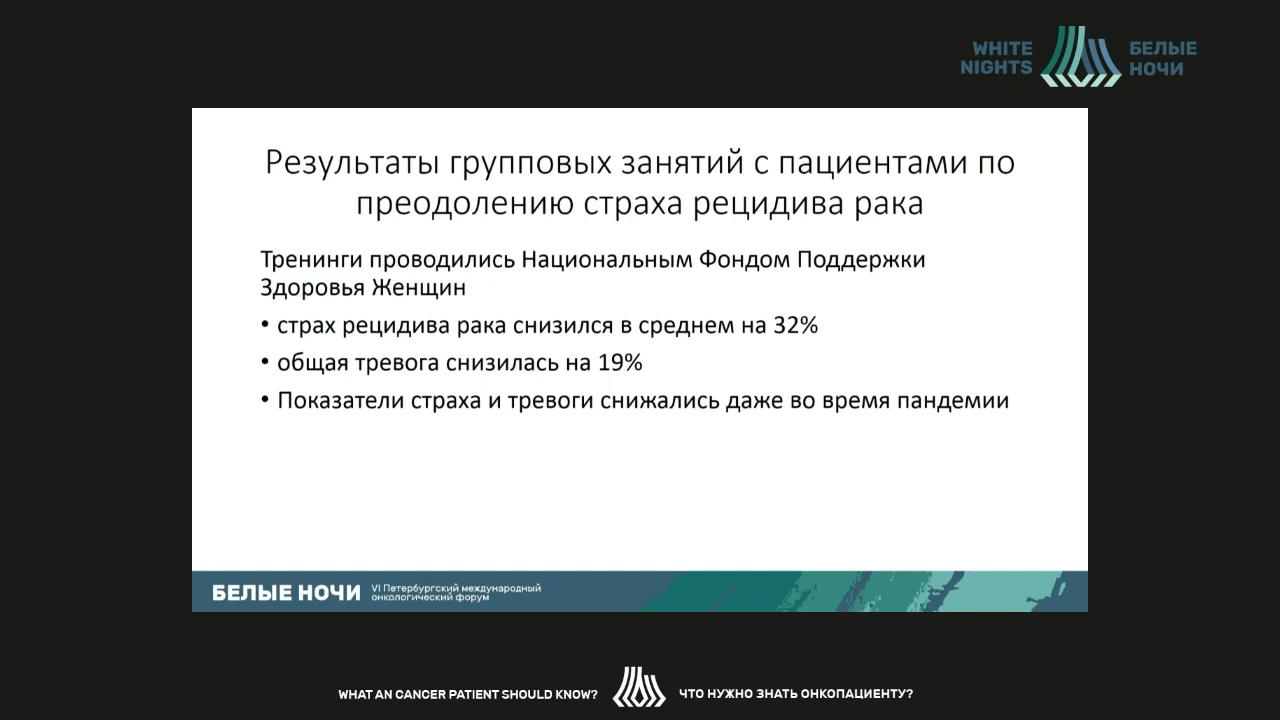 WHITE
NIGHTS
БЕЛЫЕ
НОЧИ
Результаты групповых занятий с пациентами по
преодолению страха рецидива рака
Тренинги проводились Национальным Фондом Поддержки
Здоровья Женщин
• страх рецидива рака снизился в среднем на 32%
• общая тревога снизилась на 19%
• Показатели страха и тревоги снижались даже во время пандемии
БЕЛЫЕ НОЧИ
VI Петербургский международный
онкологический форум
WHAT AN CANCER PATIENT SHOULD KNOW?
ЧТО НУЖНО ЗНАТЬ ОНКОПАЦИЕНТУ?